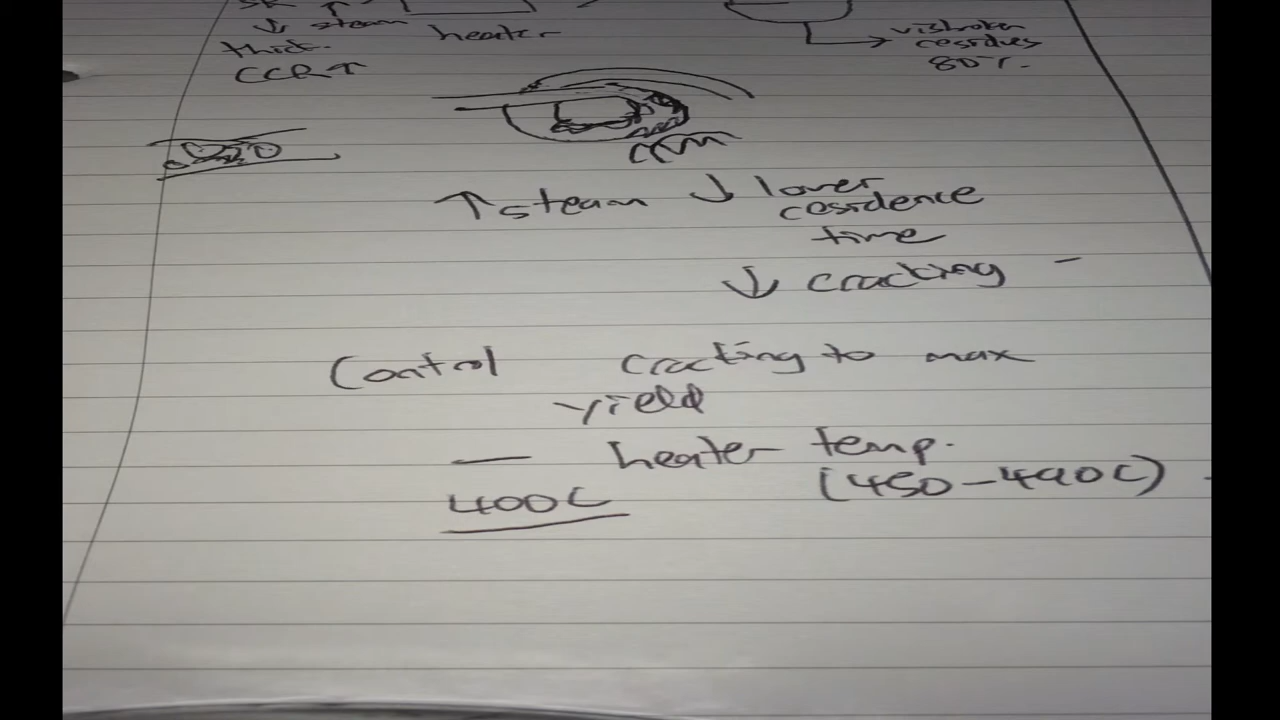 SR ↑
↓ steam
heater
visbroken
thick.
residues
CCR ↑
80%.
↑ steam ↓ lower
residence
time
↓ cracking -
Control cracking to max
yield
— heater temp.
400C (450-490C)